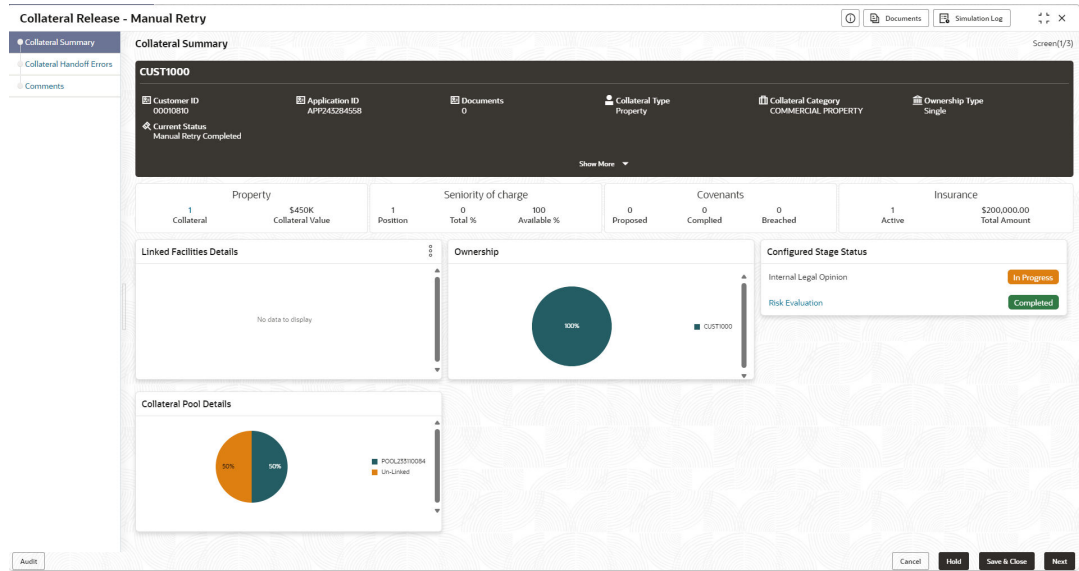 Collateral Release - Manual Retry
Documents
Simulation Log
Collateral Summary
Collateral Handoff Errors
Comments
Collateral Summary
Screen(1/3)
CUST1000
Customer ID
00010810
Application ID
APP243284558
Documents
0
Collateral Type
Property
Collateral Category
COMMERCIAL PROPERTY
Ownership Type
Single
Current Status
Manual Retry Completed
Show More
Property
1
Collateral
$450K
Collateral Value
Seniority of charge
1
Position
0
Total %
100
Available %
Covenants
0
Proposed
0
Complted
0
Breached
Insurance
1
Active
$200,000.00
Total Amount
Linked Facilities Details
No data to display
Ownership
100%
CUST1000
Configured Stage Status
Internal Legal Opinion
In Progress
Risk Evaluation
Completed
Collateral Pool Details
50%
50%
POOL233110084
Un-Linked
Audit
Cancel
Hold
Save & Close
Next